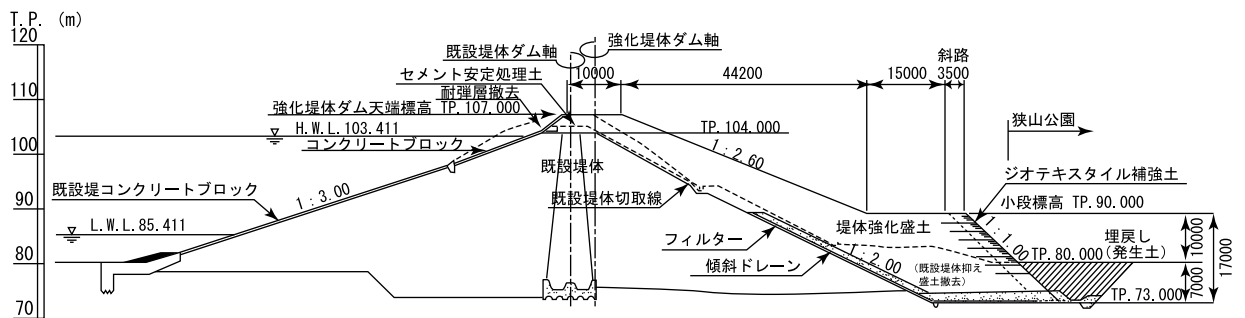 T.P. (m)
120
110
100
90
80
70
強化堤体ダム軸
既設堤体ダム軸
セメント安定処理土
耐弾層撤去
強化堤体ダム天端標高 TP.107.000
H.W.L.103.411
コンクリートブロック
既設堤コンクリートブロック
1:3.00
L.W.L.85.411
10000
44200
15000
斜路
3500
TP.104.000
1:2.60
既設堤体
既設堤体切取線
フィルター
傾斜ドレーン
1:2.00
堤体強化盛土
(既設堤体抑え
盛土撤去)
狭山公園
ジオテキスタイル補強土
小段標高 TP.90.000
1:1.00
TP.80.000
埋戻し
(発生土)
TP.73.000
10000
7000
17000